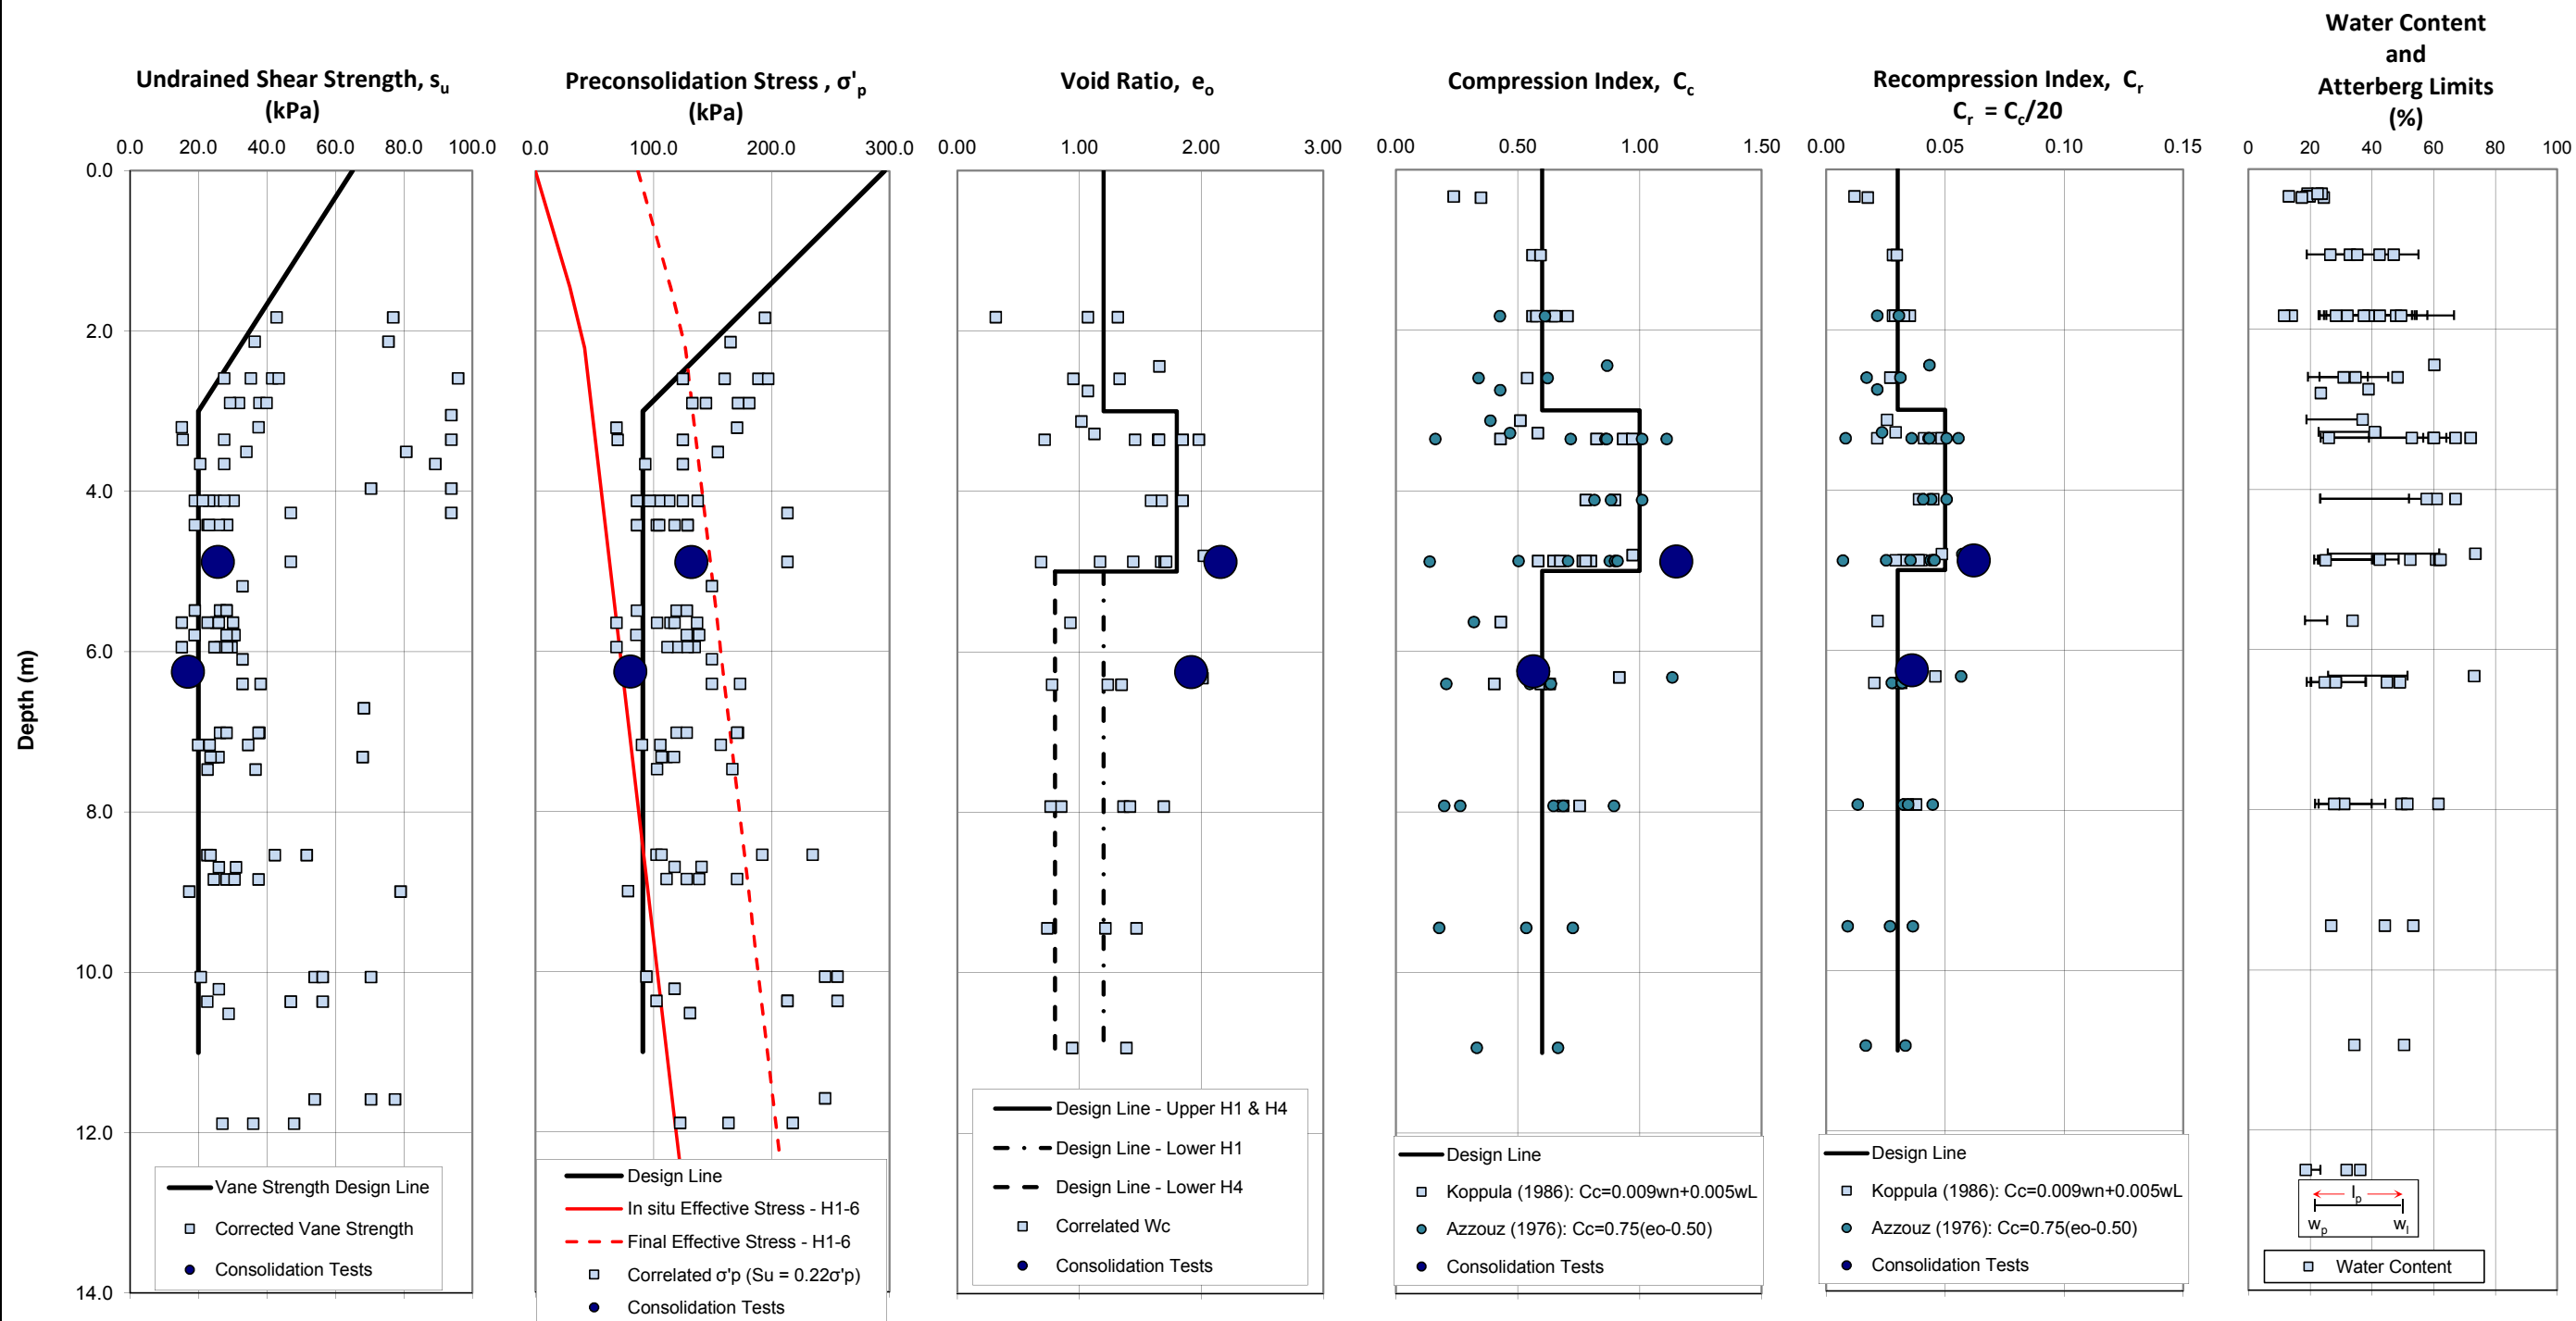 Undrained Shear Strength, su
(kPa)
0.0 20.0 40.0 60.0 80.0 100.0
Preconsolidation Stress , σ'p
(kPa)
0.0 100.0 200.0 300.0
Void Ratio, eo
0.00 1.00 2.00 3.00
Compression Index, Cc
0.00 0.50 1.00 1.50
Recompression Index, Cr
Cr = Cc/20
0.00 0.05 0.10 0.15
Water Content
and
Atterberg Limits
(%)
0 20 40 60 80 100
Depth (m)
0.0
2.0
4.0
6.0
8.0
10.0
12.0
14.0
Vane Strength Design Line
Corrected Vane Strength
Consolidation Tests
Design Line
In situ Effective Stress - H1-6
Final Effective Stress - H1-6
Correlated σ'p (Su = 0.22σ'p)
Consolidation Tests
Design Line - Upper H1 & H4
Design Line - Lower H1
Design Line - Lower H4
Correlated Wc
Consolidation Tests
Design Line
Koppula (1986): Cc=0.009wn+0.005wL
Azzouz (1976): Cc=0.75(eo-0.50)
Consolidation Tests
Design Line
Koppula (1986): Cc=0.009wn+0.005wL
Azzouz (1976): Cc=0.75(eo-0.50)
Consolidation Tests
Ip
wp wl
Water Content